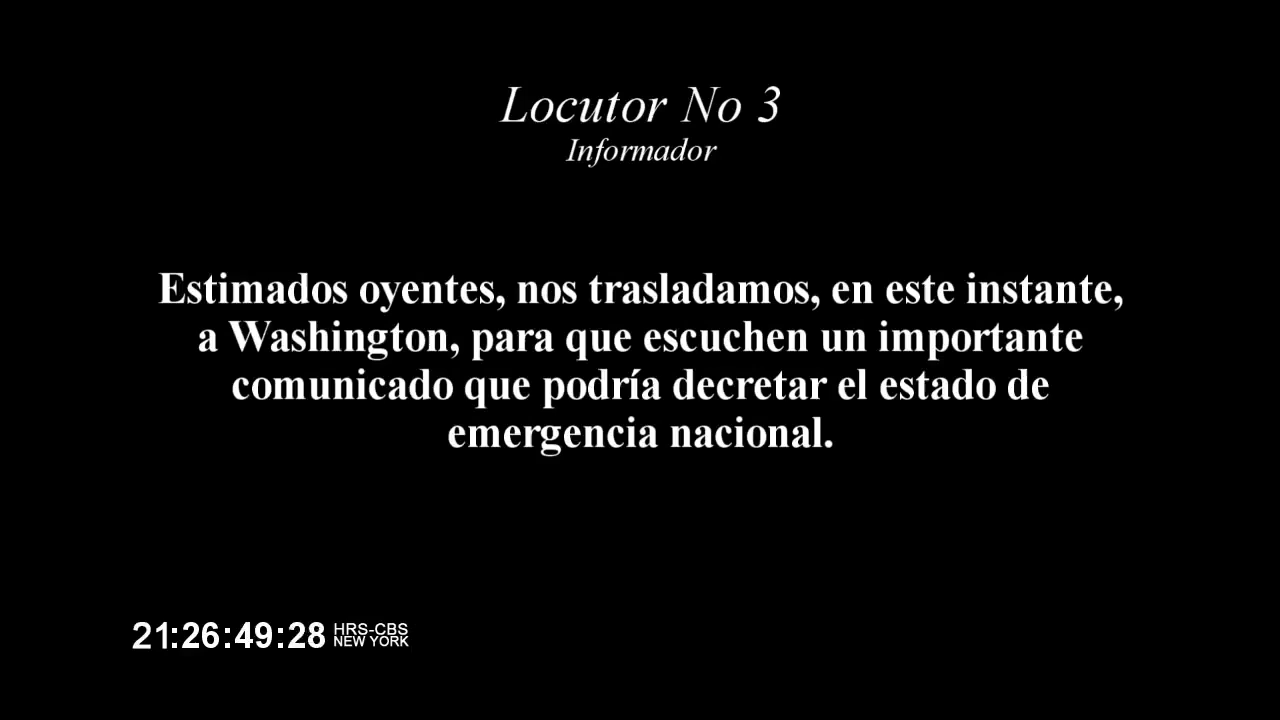 Locutor No 3
Informador
Estimados oyentes, nos trasladamos, en este instante,
a Washington, para que escuchen un importante
comunicado que podría decretar el estado de
emergencia nacional.
21:26:49:28 HRS-CBS
NEW YORK